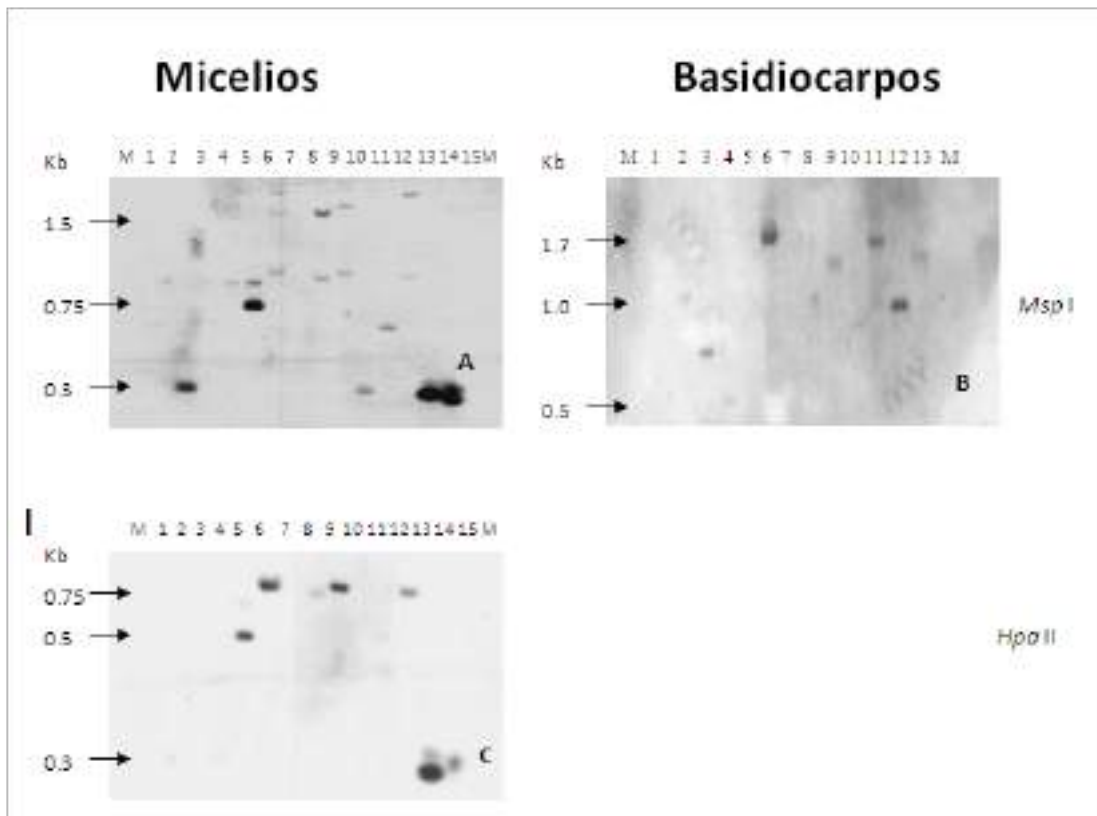 Micelios
Basidiocarpos
Kb M 1 2 3 4 5 6 7 8 9 10 11 12 13 14 15 M
1.5
0.75
0.3
A
Kb M 1 2 3 4 5 6 7 8 9 10 11 12 13 M
1.7
1.0
0.5
B
Msp I
M 1 2 3 4 5 6 7 8 9 10 11 12 13 14 15 M
Kb
0.75
0.5
0.3
C
Hpa II